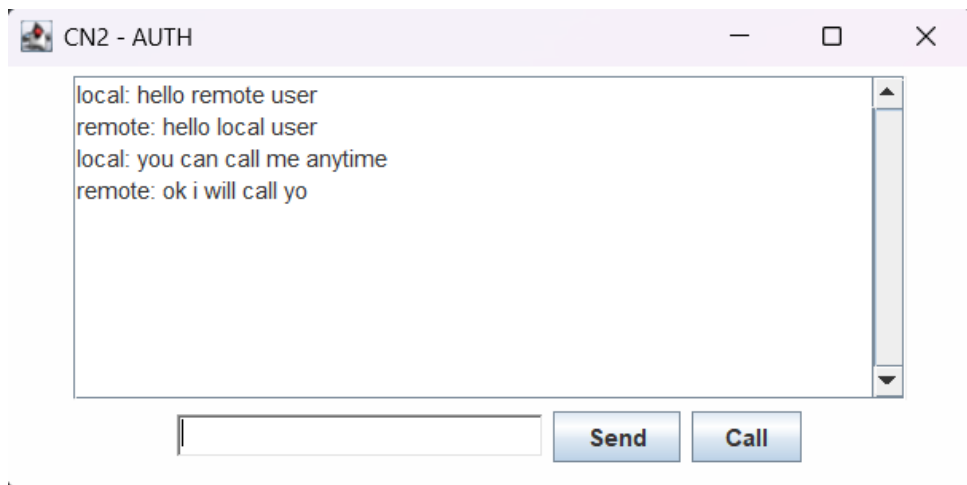 CN2 - AUTH
local: hello remote user
remote: hello local user
local: you can call me anytime
remote: ok i will call yo
Send
Call